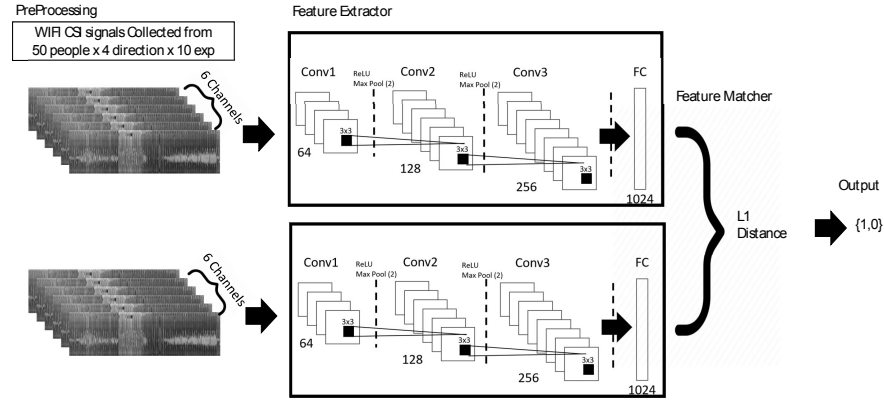 PreProcessing
WIFI CSI signals Collected from
50 people x 4 direction x 10 exp
6 Channels
Feature Extractor
Conv1
ReLU
Max Pool (2)
Conv2
ReLU
Max Pool (2)
Conv3
FC
3x3
3x3
3x3
64
128
256
1024
Feature Matcher
L1
Distance
Output
{1,0}
6 Channels
Conv1
ReLU
Max Pool (2)
Conv2
ReLU
Max Pool (2)
Conv3
FC
3x3
3x3
3x3
64
128
256
1024